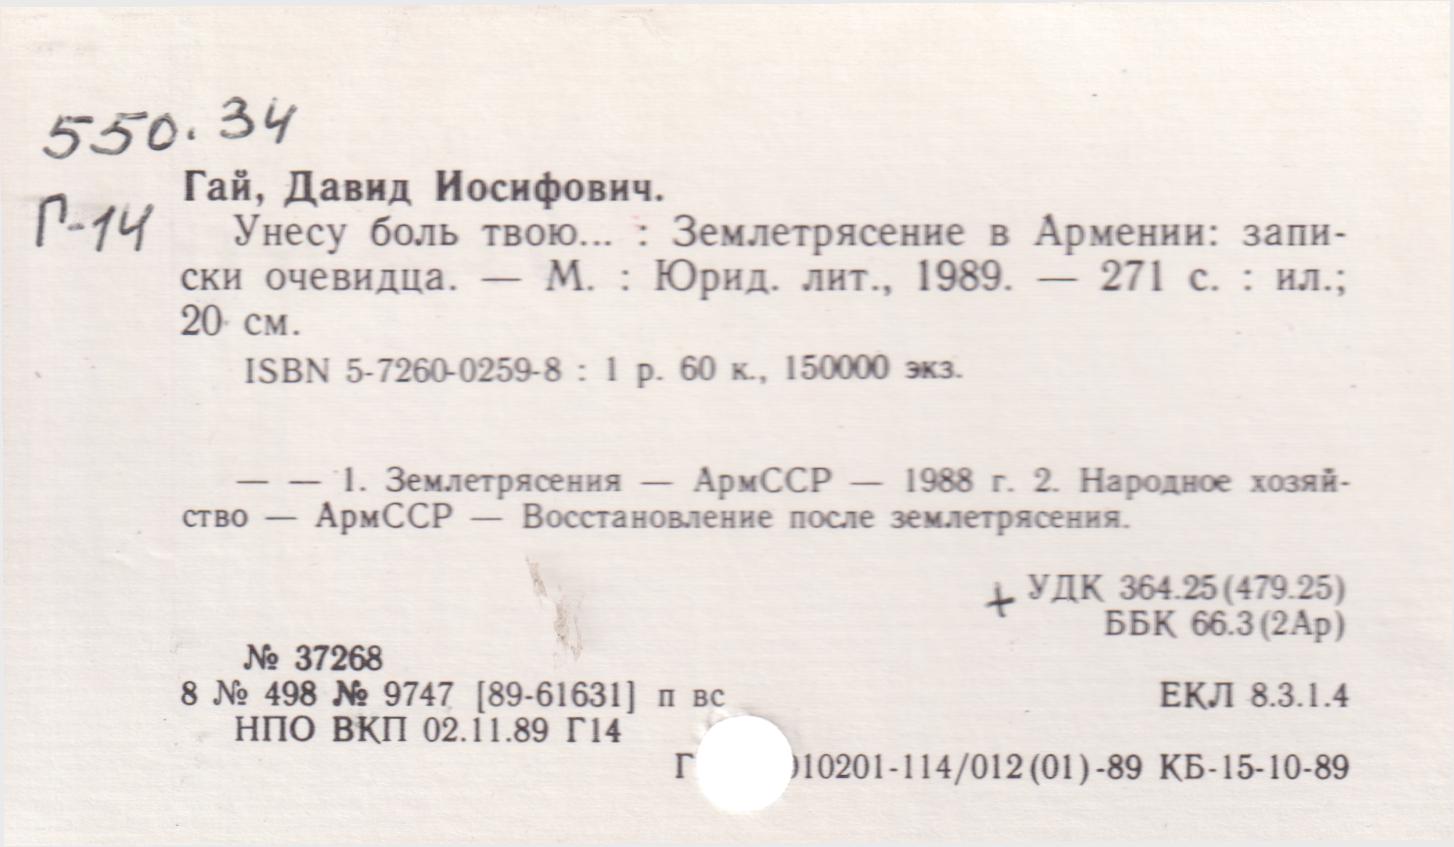 550.34
Гай, Давид Иосифович.
Г-14
Унесу боль твою... : Землетрясение в Армении: запи-
ски очевидца. — М. : Юрид. лит., 1989. — 271 с. : ил.;
20 см.
ISBN 5-7260-0259-8 : 1 р. 60 к., 150000 экз.
— — 1. Землетрясения — АрмССР — 1988 г. 2. Народное хозяй-
ство — АрмССР — Восстановление после землетрясения.
+ УДК 364.25(479.25)
ББК 66.3(2Ар)
№ 37268
8 № 498 № 9747 [89-61631] п вс
ЕКЛ 8.3.1.4
НПО ВКП 02.11.89 Г14
Г 10201-114/012(01)-89 КБ-15-10-89